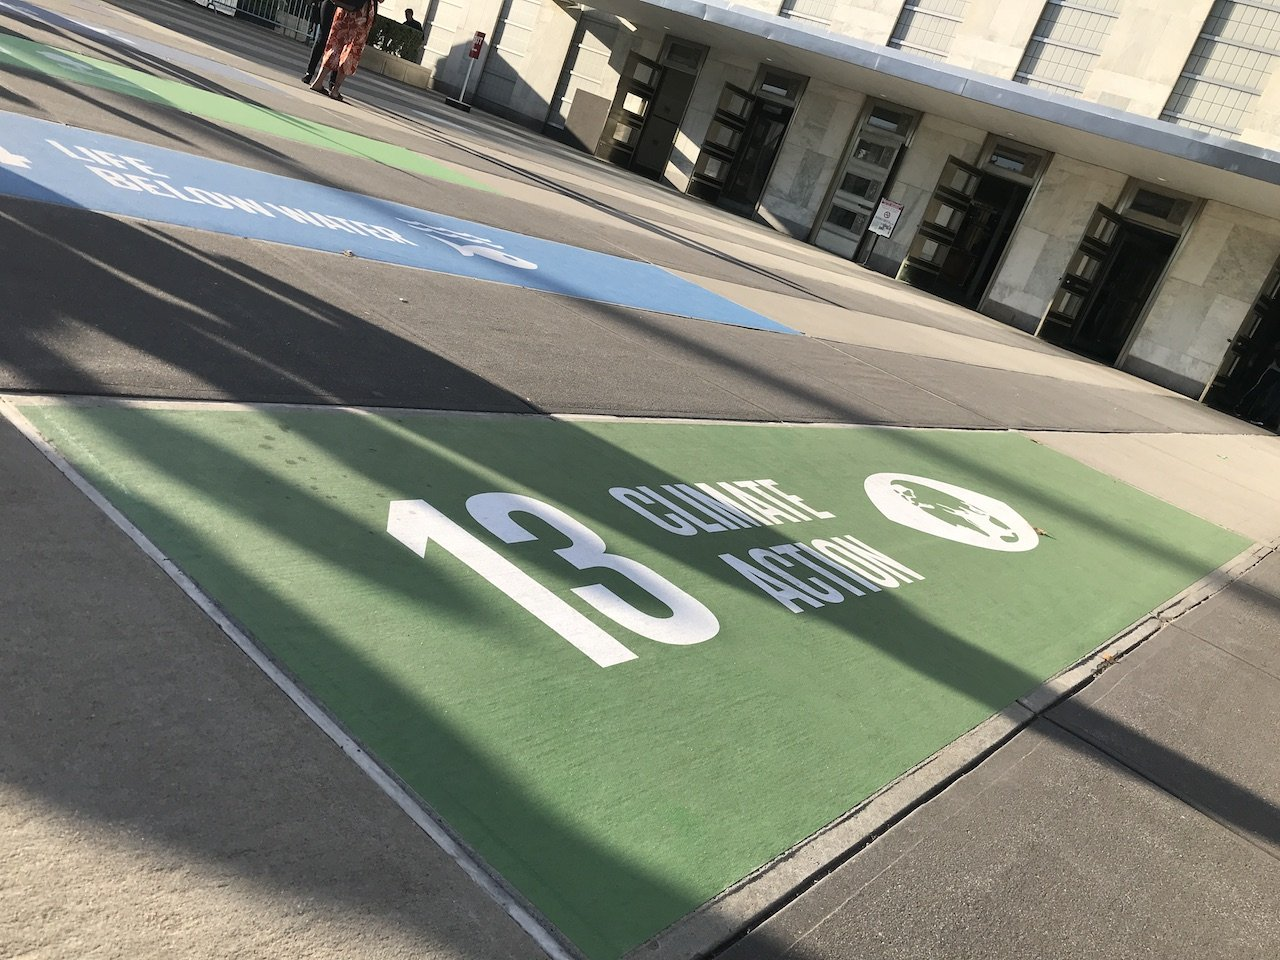 LIFE
BELOW WATER
13
CLIMATE
ACTION